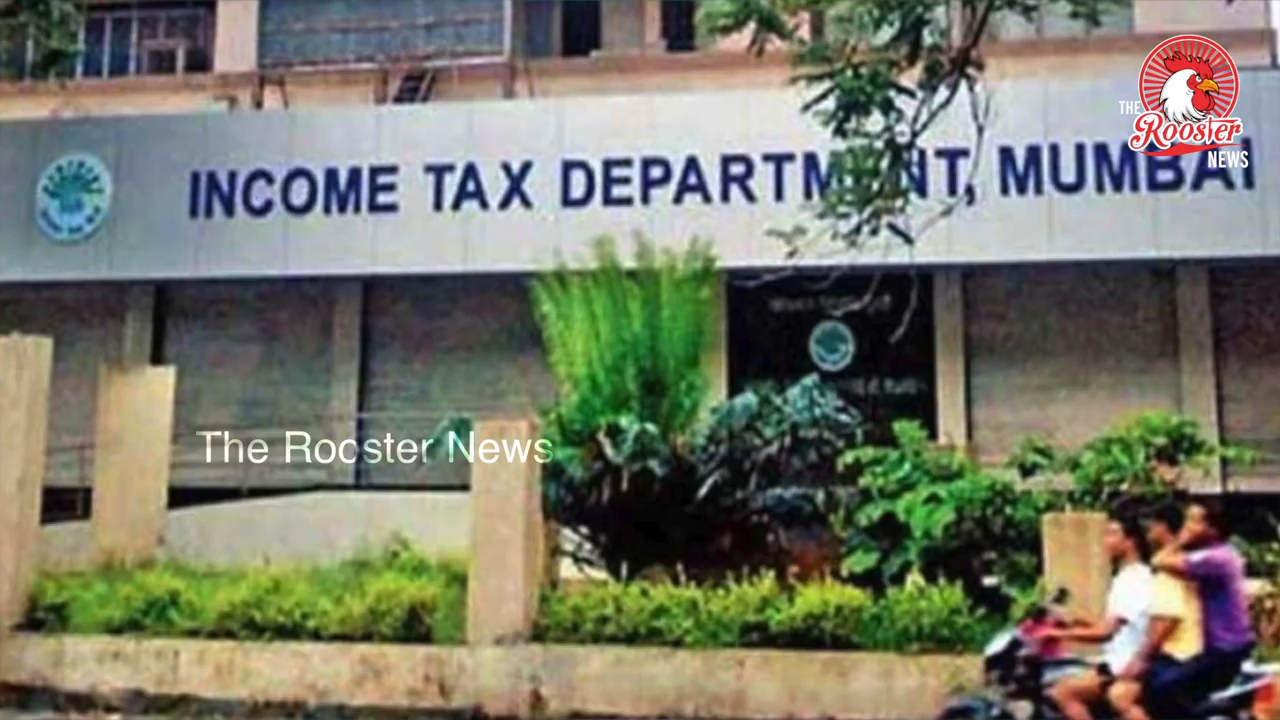 THE
Rooster
NEWS
INCOME TAX DEPARTMENT, MUMBAI
The Rooster News